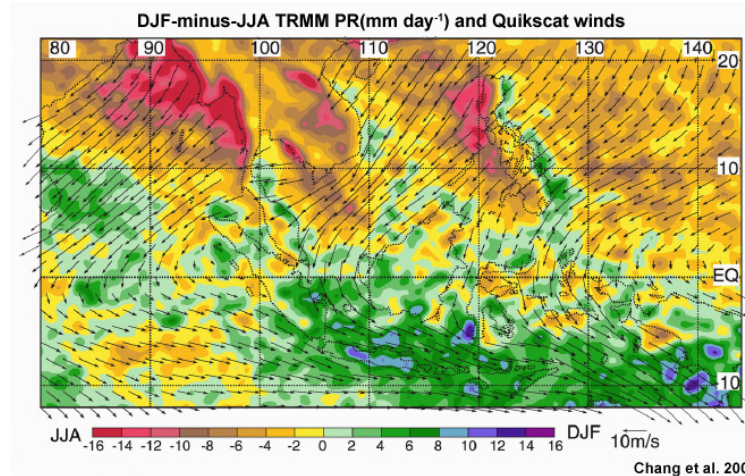 DJF-minus-JJA TRMM PR(mm day⁻¹) and Quikscat winds
80 90 100 110 120 130 140
20
10
EQ
10
JJA -16 -14 -12 -10 -8 -6 -4 -2 0 2 4 6 8 10 12 14 16 DJF 10m/s
Chang et al. 200